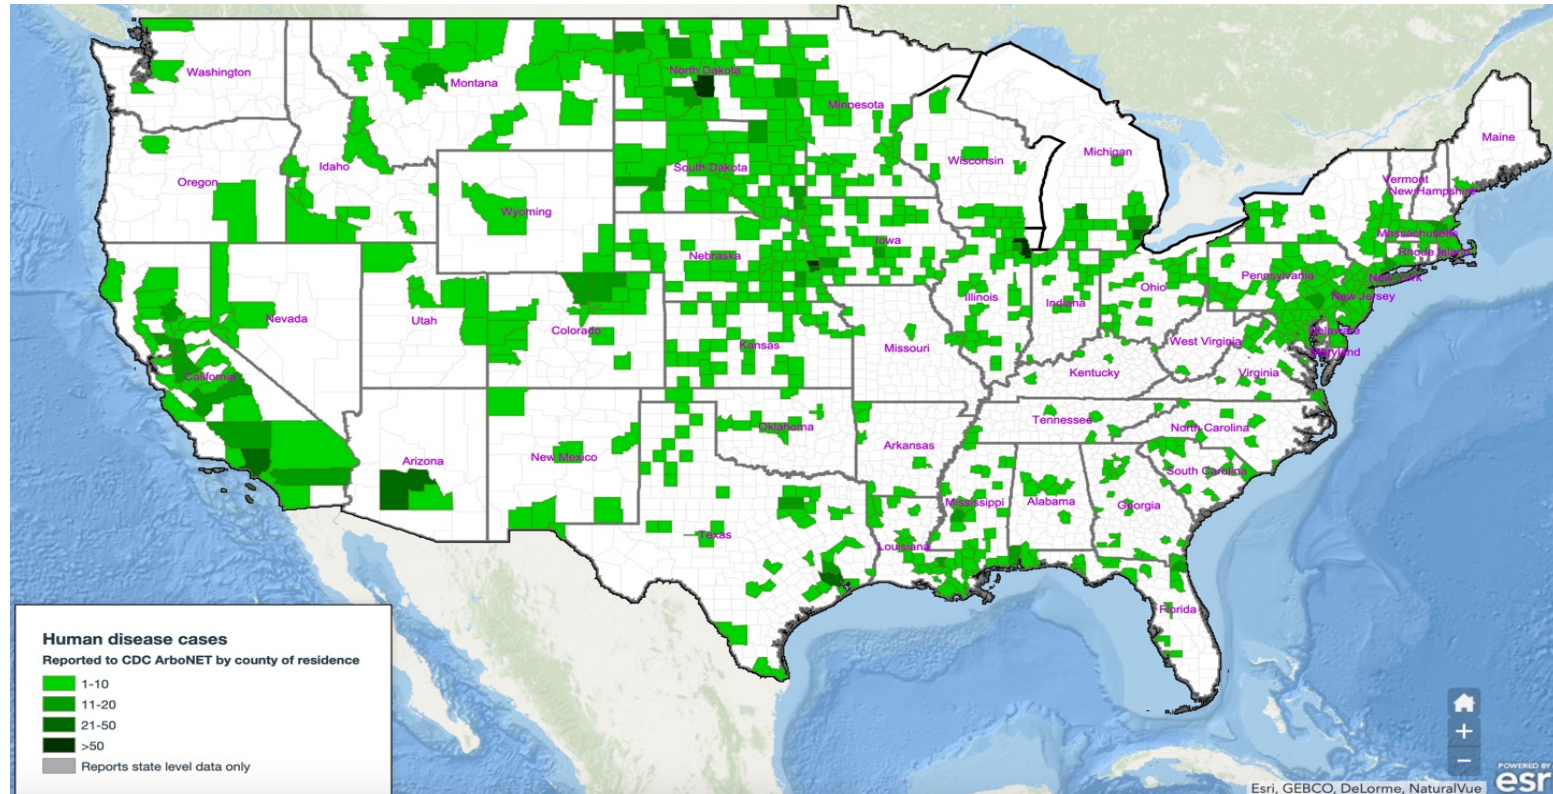 Washington
Montana
North Dakota
Minnesota
Maine
Oregon
Idaho
Wyoming
South Dakota
Wisconsin
Michigan
Vermont
New Hampshire
Massachusetts
Rhode Island
Nebraska
Iowa
Pennsylvania
New York
New Jersey
Nevada
Utah
Colorado
Illinois
Indiana
Ohio
Delaware
Maryland
West Virginia
Kansas
Missouri
Kentucky
Virginia
California
Tennessee
North Carolina
Oklahoma
Arkansas
Arizona
New Mexico
South Carolina
Mississippi
Alabama
Georgia
Texas
Louisiana
Florida
Human disease cases
Reported to CDC ArboNET by county of residence
1-10
11-20
21-50
>50
Reports state level data only
+
−
POWERED BY
esr
Esri, GEBCO, DeLorme, NaturalVue